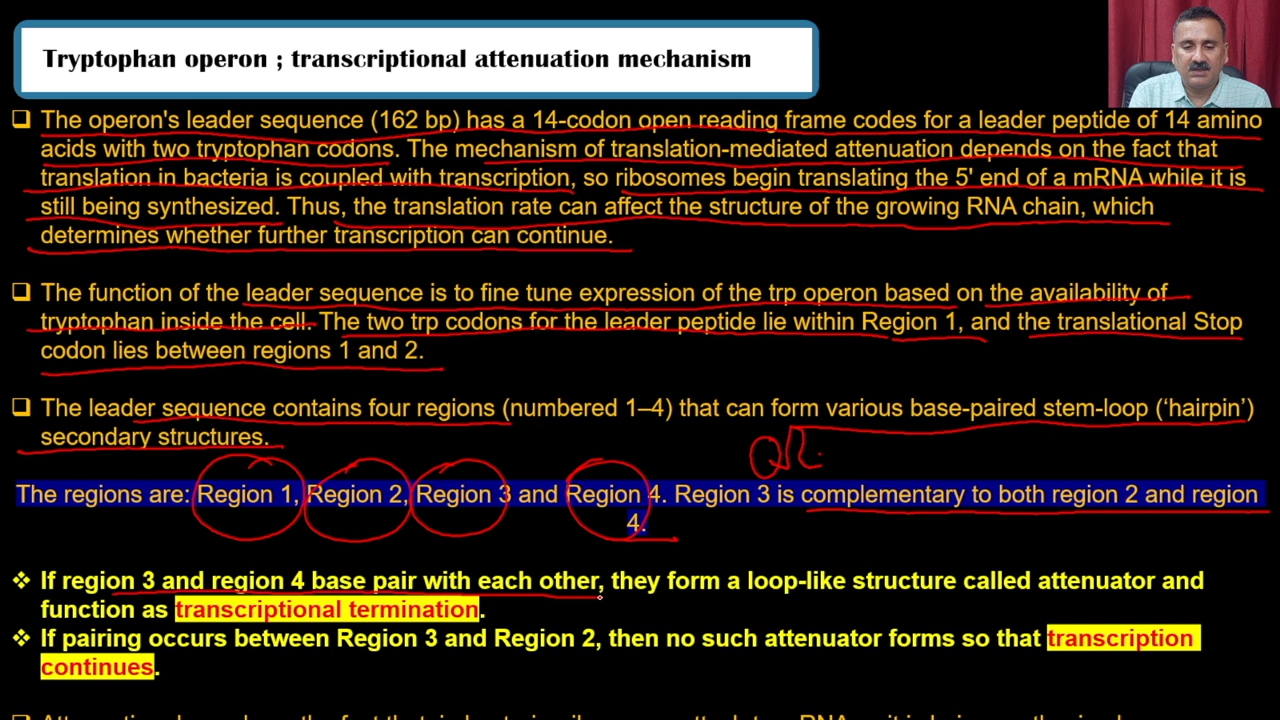 Tryptophan operon ; transcriptional attenuation mechanism
The operon's leader sequence (162 bp) has a 14-codon open reading frame codes for a leader peptide of 14 amino
acids with two tryptophan codons. The mechanism of translation-mediated attenuation depends on the fact that
translation in bacteria is coupled with transcription, so ribosomes begin translating the 5' end of a mRNA while it is
still being synthesized. Thus, the translation rate can affect the structure of the growing RNA chain, which
determines whether further transcription can continue.
The function of the leader sequence is to fine tune expression of the trp operon based on the availability of
tryptophan inside the cell. The two trp codons for the leader peptide lie within Region 1, and the translational Stop
codon lies between regions 1 and 2.
The leader sequence contains four regions (numbered 1–4) that can form various base-paired stem-loop ('hairpin')
secondary structures.
The regions are: Region 1, Region 2, Region 3 and Region 4. Region 3 is complementary to both region 2 and region
4.
❖ If region 3 and region 4 base pair with each other, they form a loop-like structure called attenuator and
function as transcriptional termination.
❖ If pairing occurs between Region 3 and Region 2, then no such attenuator forms so that transcription
continues.